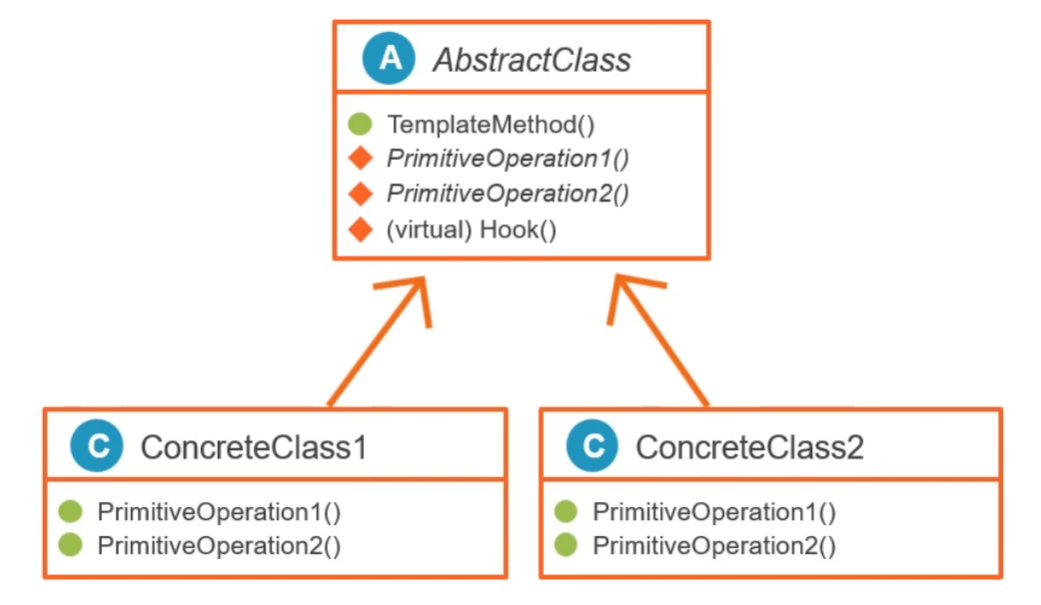 A AbstractClass
TemplateMethod()
PrimitiveOperation1()
PrimitiveOperation2()
(virtual) Hook()
C ConcreteClass1
PrimitiveOperation1()
PrimitiveOperation2()
C ConcreteClass2
PrimitiveOperation1()
PrimitiveOperation2()